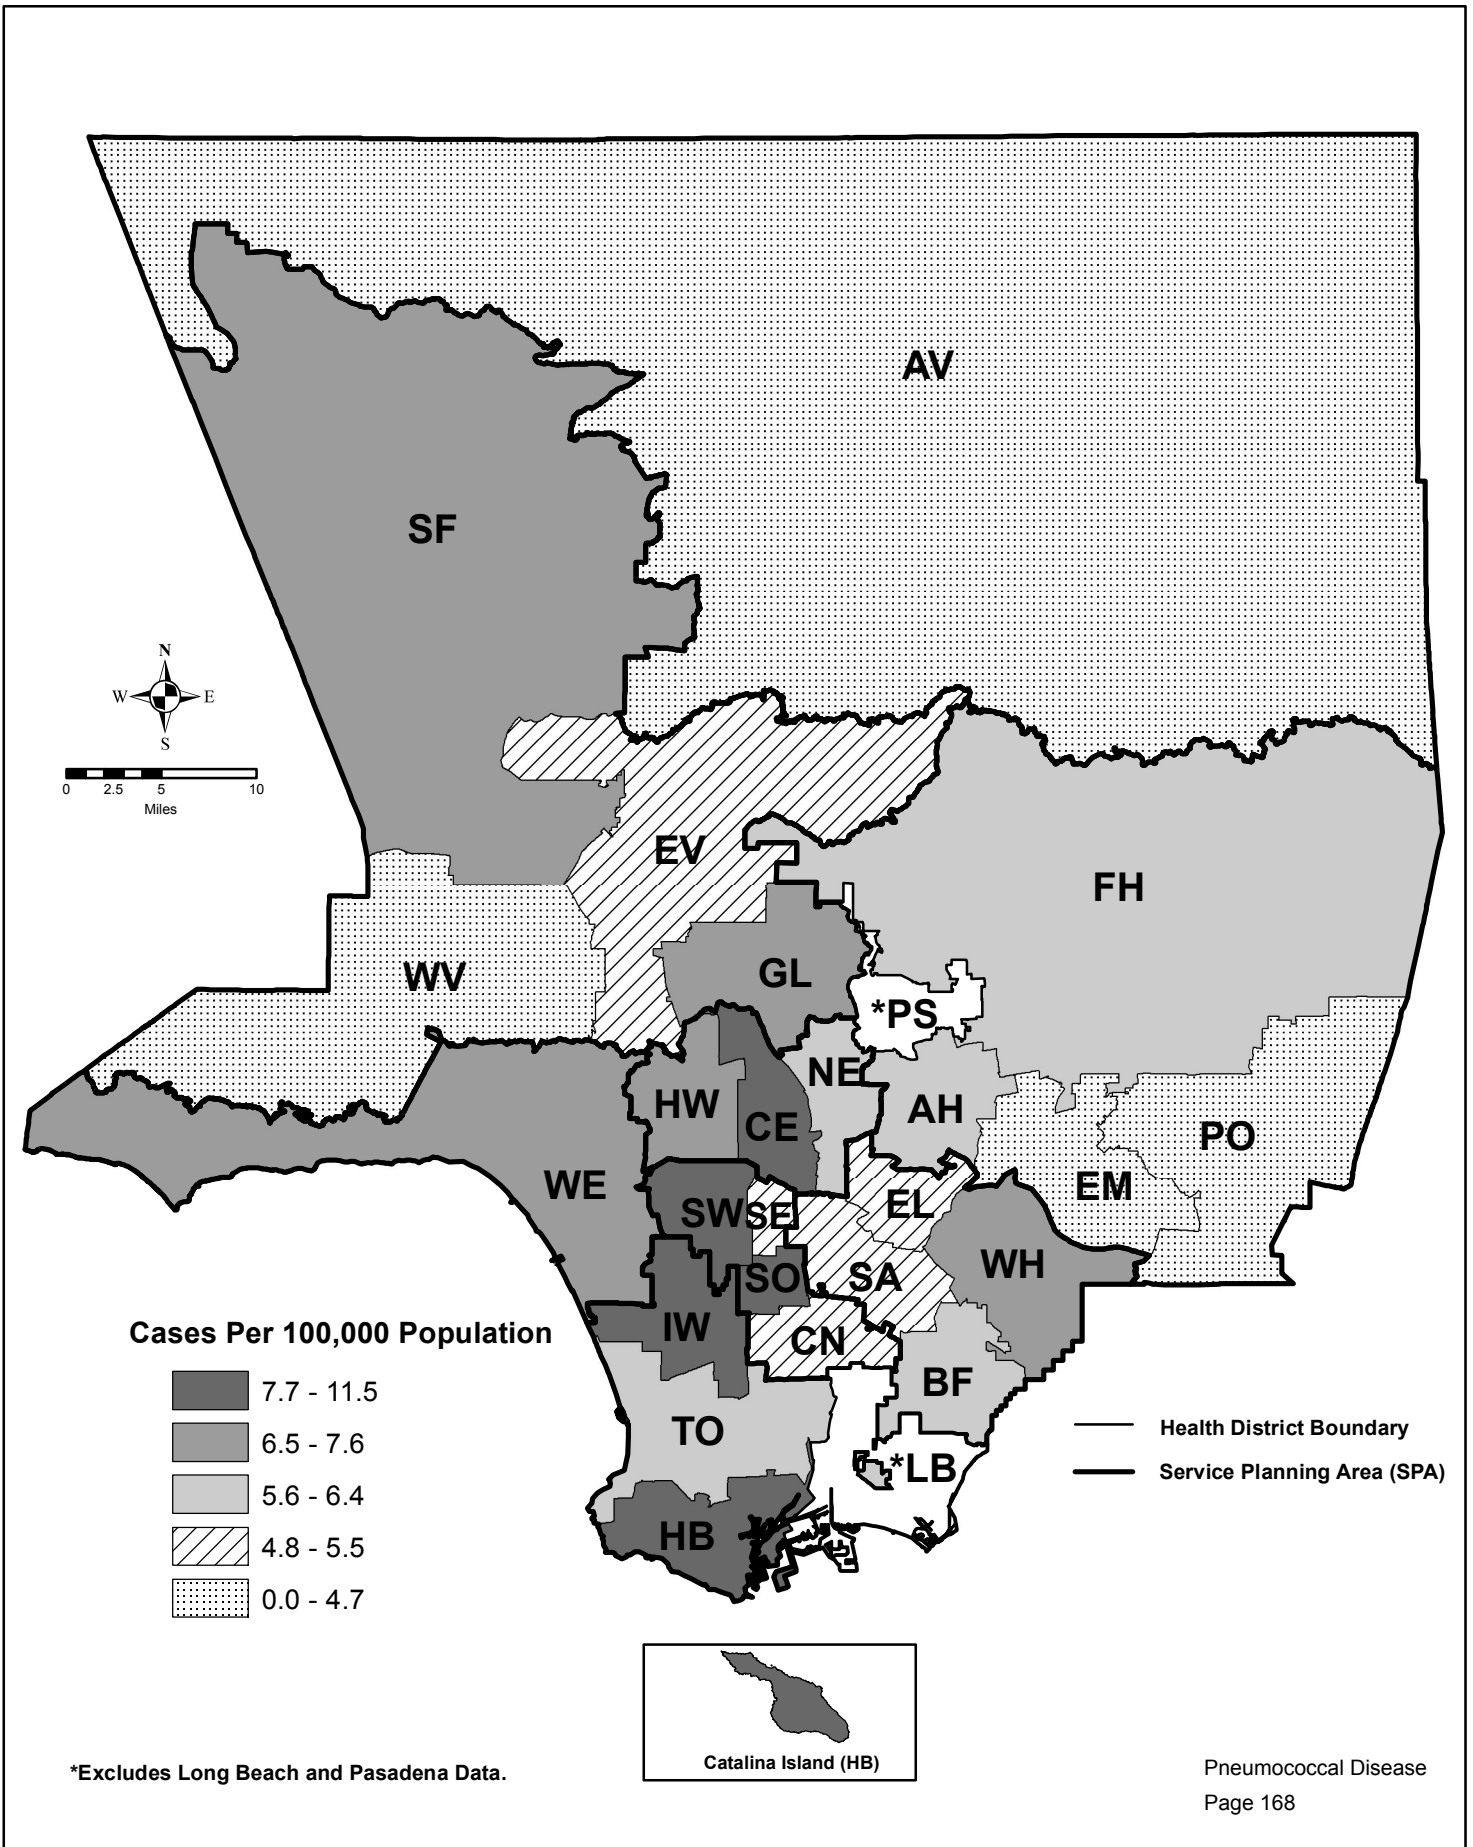 AV
SF
N
W E
S
0 2.5 5 10
Miles
EV
FH
WV
GL
*PS
NE
HW
AH
CE
PO
EM
WE
EL
SW
SE
WH
SO
SA
IW
CN
Cases Per 100,000 Population
7.7 - 11.5
6.5 - 7.6
5.6 - 6.4
4.8 - 5.5
0.0 - 4.7
BF
TO
*LB
HB
Health District Boundary
Service Planning Area (SPA)
Catalina Island (HB)
*Excludes Long Beach and Pasadena Data.
Pneumococcal Disease
Page 168